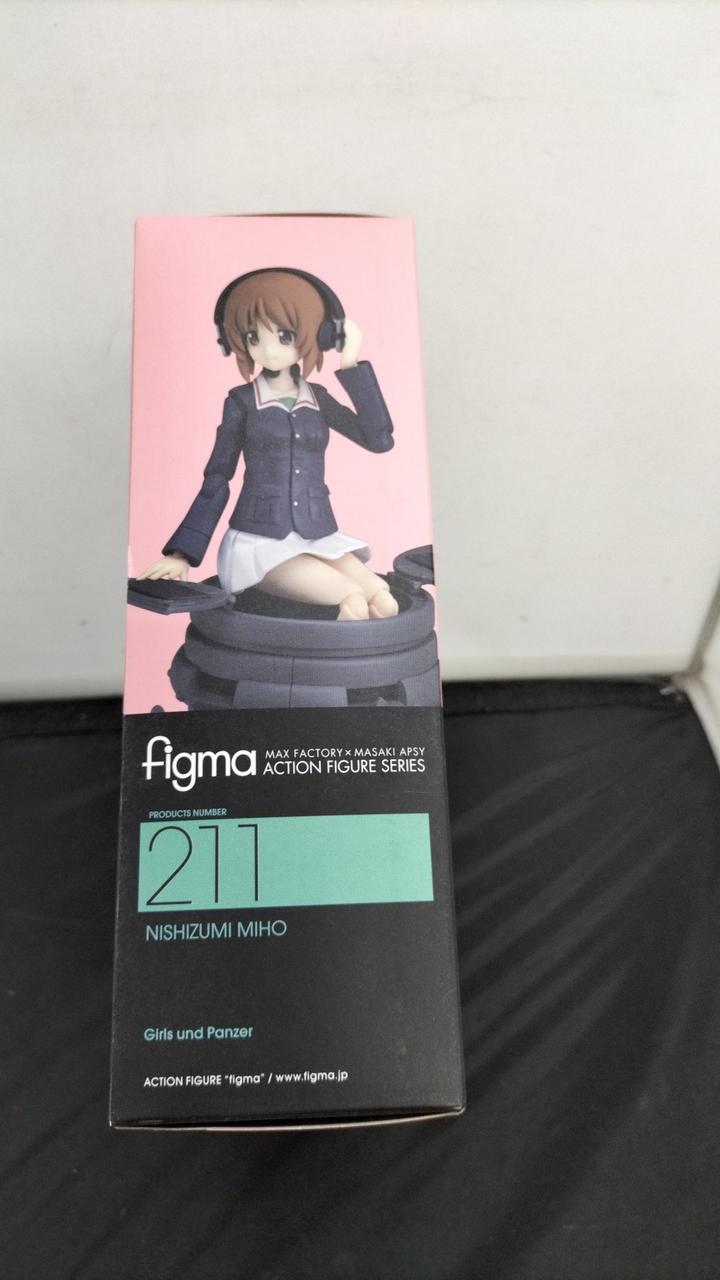 figma MAX FACTORY × MASAKI APSY
ACTION FIGURE SERIES
PRODUCTS NUMBER
211
NISHIZUMI MIHO
Girls und Panzer
ACTION FIGURE "figma" / www.figma.jp